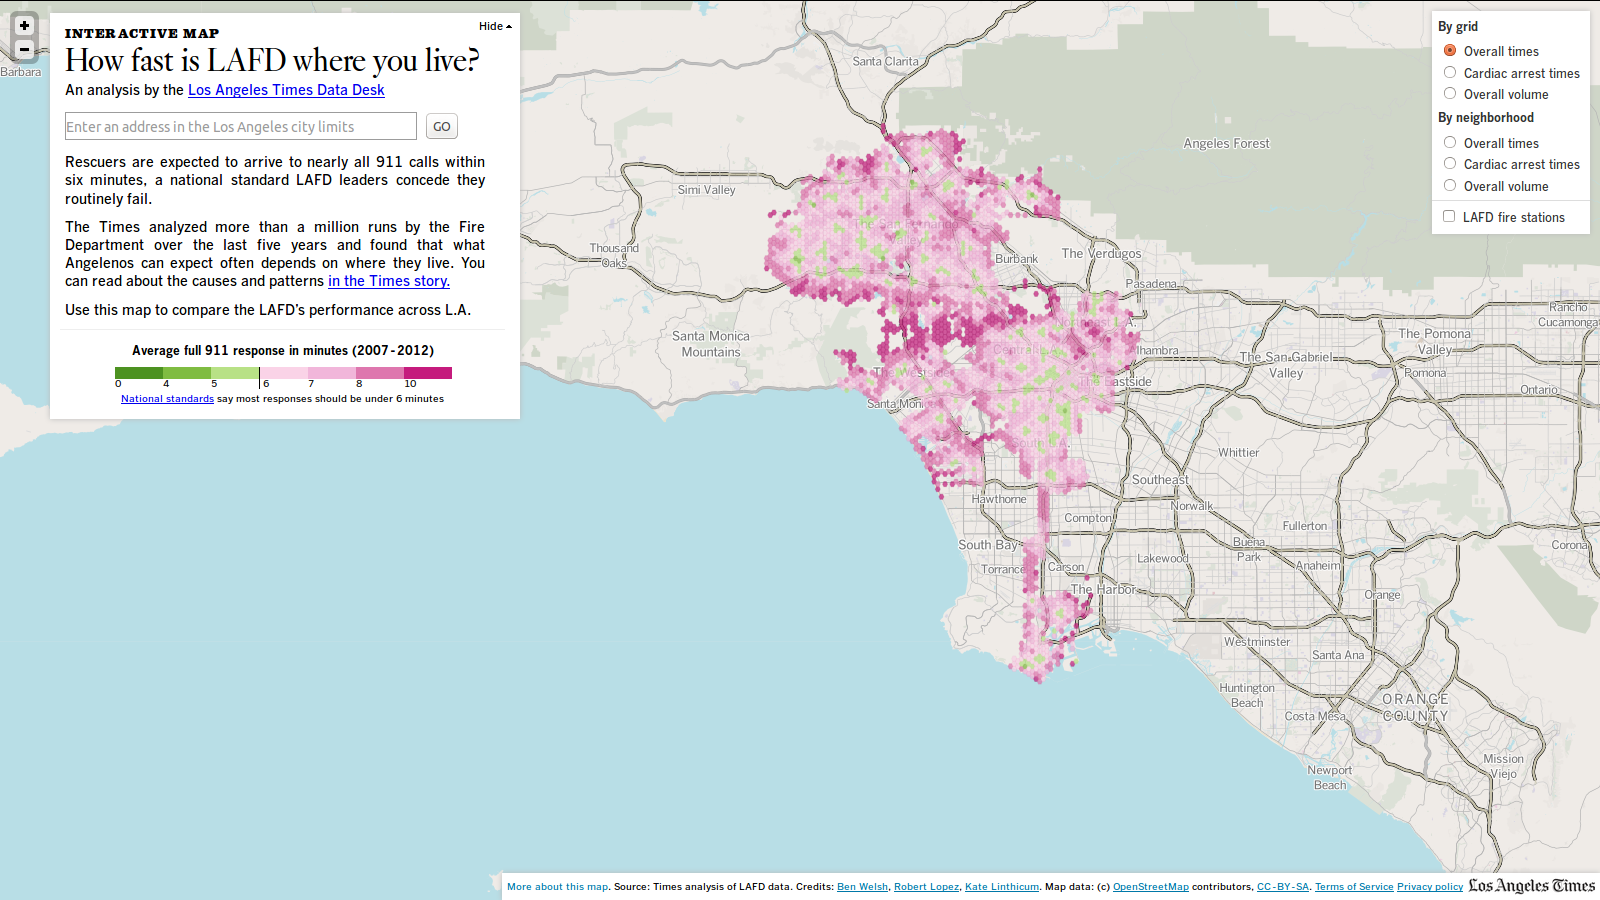 +
−
INTERACTIVE MAP
Hide
How fast is LAFD where you live?
An analysis by the Los Angeles Times Data Desk
Enter an address in the Los Angeles city limits
GO
Rescuers are expected to arrive to nearly all 911 calls within
six minutes, a national standard LAFD leaders concede they
routinely fail.
The Times analyzed more than a million runs by the Fire
Department over the last five years and found that what
Angelenos can expect often depends on where they live. You
can read about the causes and patterns in the Times story.
Use this map to compare the LAFD's performance across L.A.
Average full 911 response in minutes (2007-2012)
0 4 5 6 7 8 10
National standards say most responses should be under 6 minutes
By grid
Overall times
Cardiac arrest times
Overall volume
By neighborhood
Overall times
Cardiac arrest times
Overall volume
LAFD fire stations
Barbara
Santa Clarita
Angeles Forest
Simi Valley
The San Fernando
Valley
Thousand
Oaks
Burbank
The Verdugos
Pasadena
Rancho
Cucamonga
Santa Monica
Mountains
Northeast L.A.
Central L.A.
lhambra
The Pomona
Valley
The San Gabriel
Valley
Pomona
The Westside
The Eastside
Ontario
Santa Moni
South L.A.
Whittier
Southeast
Hawthorne
Norwalk
Compton
Fullerton
South Bay
Buena
Park
Corona
Lakewood
Torrance
Carson
Anaheim
The Harbor
Orange
Westminster
Santa Ana
Huntington
Beach
ORANGE
COUNTY
Costa Mesa
Mission
Viejo
Newport
Beach
More about this map. Source: Times analysis of LAFD data. Credits: Ben Welsh, Robert Lopez, Kate Linthicum. Map data: (c) OpenStreetMap contributors, CC-BY-SA. Terms of Service Privacy policy Los Angeles Times